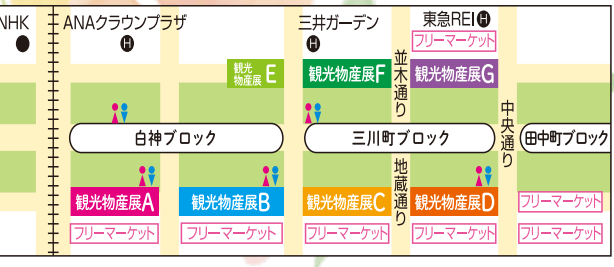 NHK
ANAクラウンプラザ
H
三井ガーデン
H
東急REI H
フリーマーケット
観光
物産展 E
観光物産展F
並木通り
観光物産展G
中央通り
白神ブロック
三川町ブロック
田中町ブロック
地蔵通り
観光物産展A
観光物産展B
観光物産展C
観光物産展D
フリーマーケット
フリーマーケット
フリーマーケット
フリーマーケット
フリーマーケット
フリーマーケット